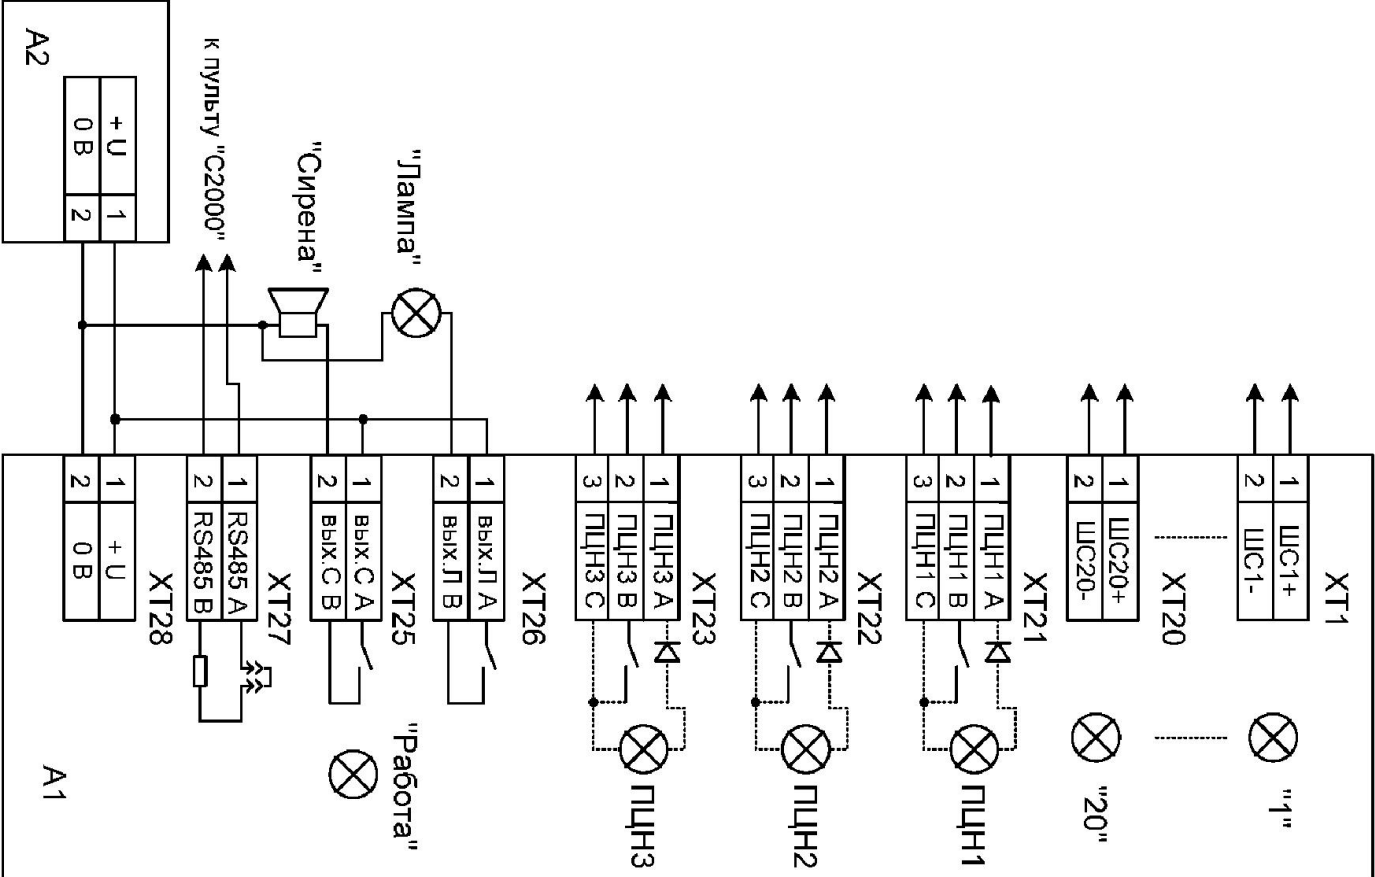 XT1
1 ШС1+
2 ШС1-
"1"
XT20
1 ШС20+
2 ШС20-
"20"
XT21
1 ПЦН1 A
2 ПЦН1 B
3 ПЦН1 C
ПЦН1
XT22
1 ПЦН2 A
2 ПЦН2 B
3 ПЦН2 C
ПЦН2
XT23
1 ПЦН3 A
2 ПЦН3 B
3 ПЦН3 C
ПЦН3
XT26
1 вых.Л A
2 вых.Л B
"Лампа"
XT25
1 вых.С A
2 вых.С B
"Сирена"
"Работа"
XT27
1 RS485 A
2 RS485 B
к пульту "С2000"
XT28
1 + U
2 0 В
A1
A2
+ U 1
0 В 2